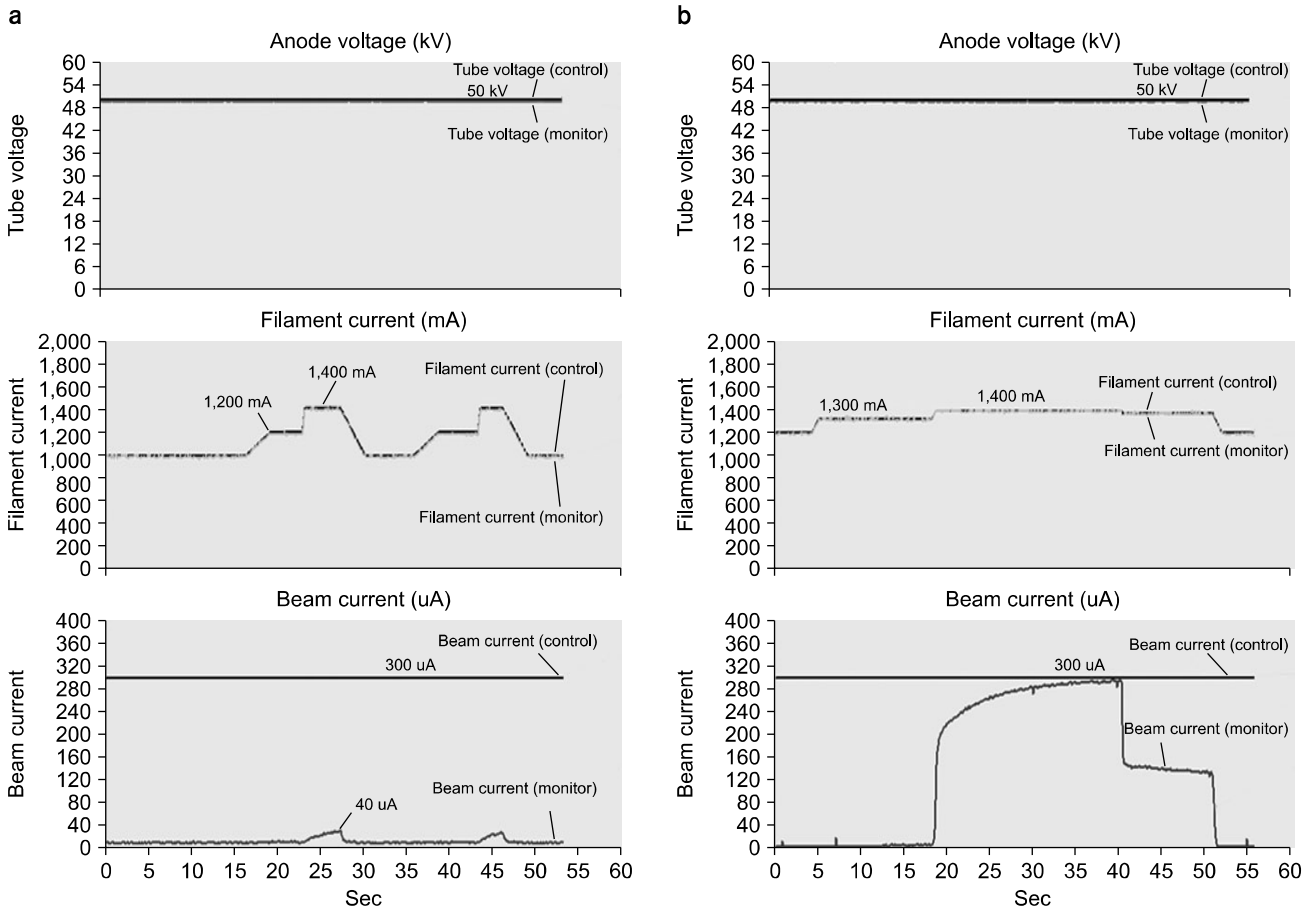 a
Anode voltage (kV)
Tube voltage
60
54
48
42
36
30
24
18
12
6
0
Tube voltage (control)
50 kV
Tube voltage (monitor)
60
Filament current (mA)
Filament current
2,000
1,800
1,600
1,400
1,200
1,000
800
600
400
200
0
1,200 mA
1,400 mA
Filament current (control)
Filament current (monitor)
60
Beam current (uA)
Beam current
400
360
320
280
240
200
160
120
80
40
0
Beam current (control)
300 uA
40 uA
Beam current (monitor)
0 5 10 15 20 25 30 35 40 45 50 55 60
Sec
b
Anode voltage (kV)
Tube voltage
60
54
48
42
36
30
24
18
12
6
0
Tube voltage (control)
50 kV
Tube voltage (monitor)
60
Filament current (mA)
Filament current
2,000
1,800
1,600
1,400
1,200
1,000
800
600
400
200
0
1,300 mA
1,400 mA
Filament current (control)
Filament current (monitor)
60
Beam current (uA)
Beam current
400
360
320
280
240
200
160
120
80
40
0
Beam current (control)
300 uA
Beam current (monitor)
0 5 10 15 20 25 30 35 40 45 50 55 60
Sec